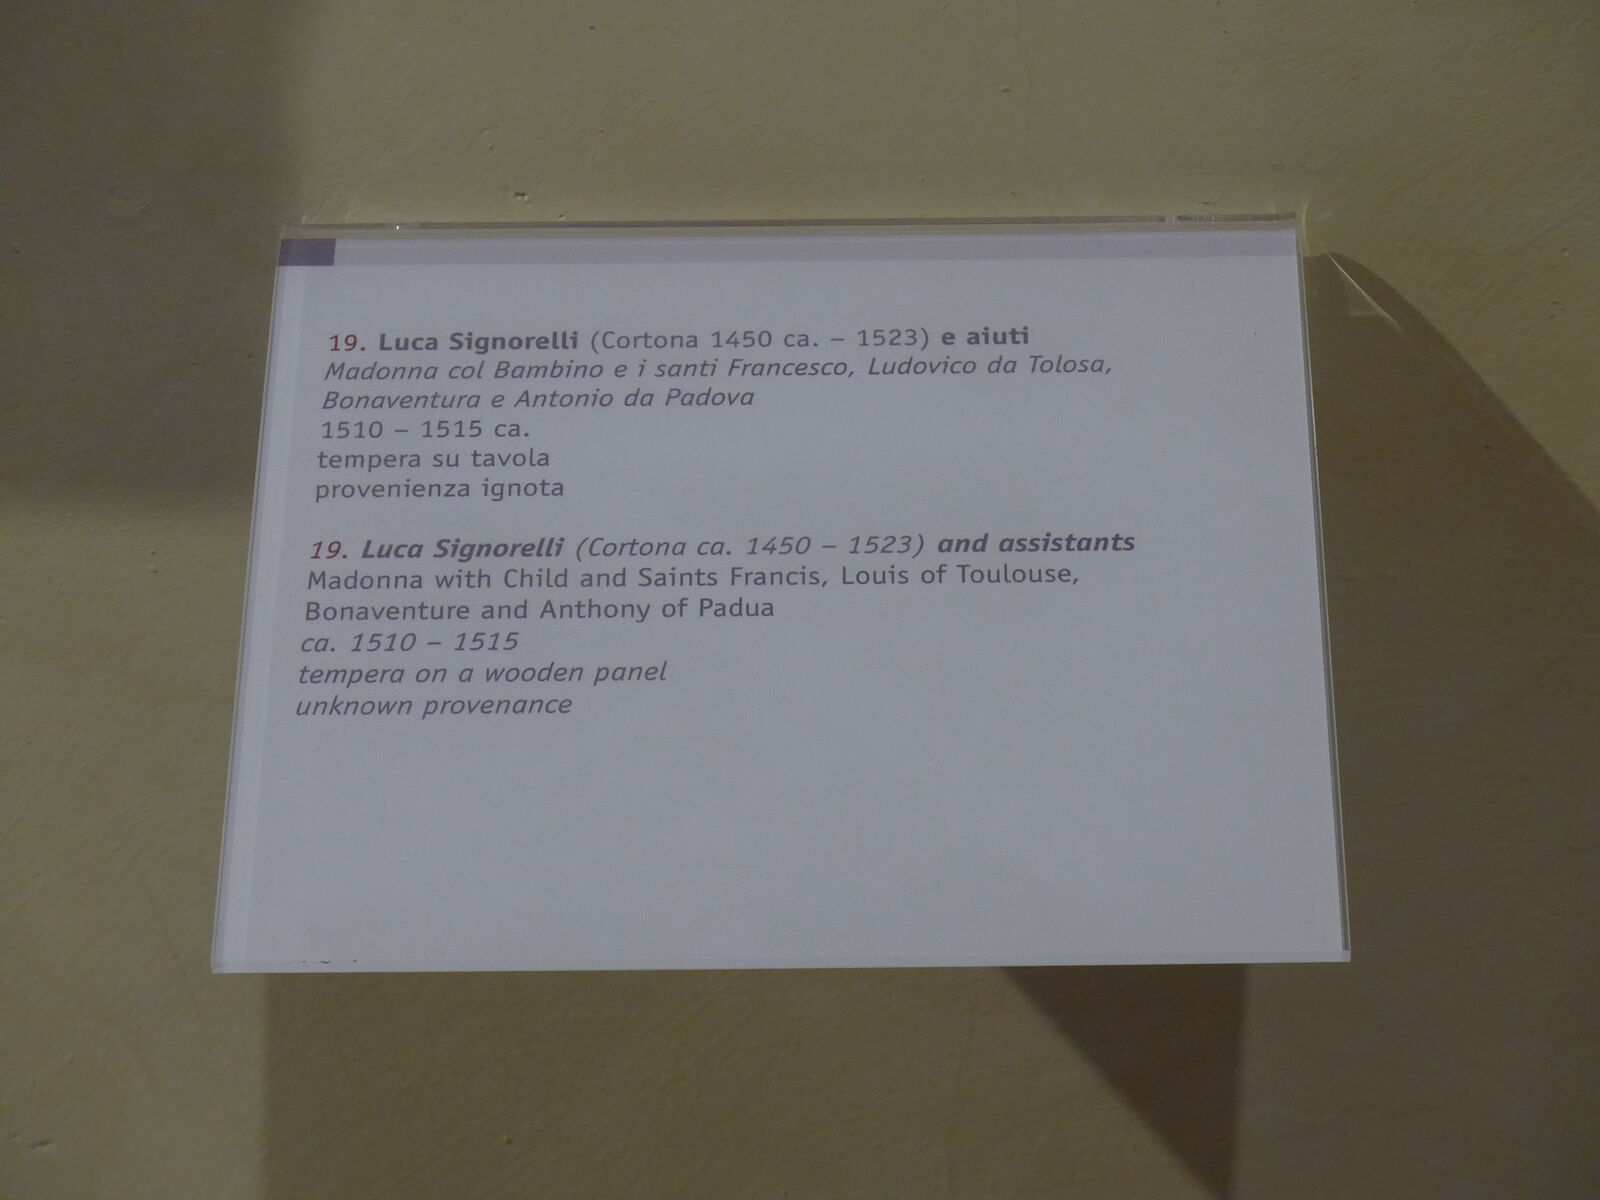 19. Luca Signorelli (Cortona 1450 ca. – 1523) e aiuti
Madonna col Bambino e i santi Francesco, Ludovico da Tolosa,
Bonaventura e Antonio da Padova
1510 – 1515 ca.
tempera su tavola
provenienza ignota
19. Luca Signorelli (Cortona ca. 1450 – 1523) and assistants
Madonna with Child and Saints Francis, Louis of Toulouse,
Bonaventure and Anthony of Padua
ca. 1510 – 1515
tempera on a wooden panel
unknown provenance